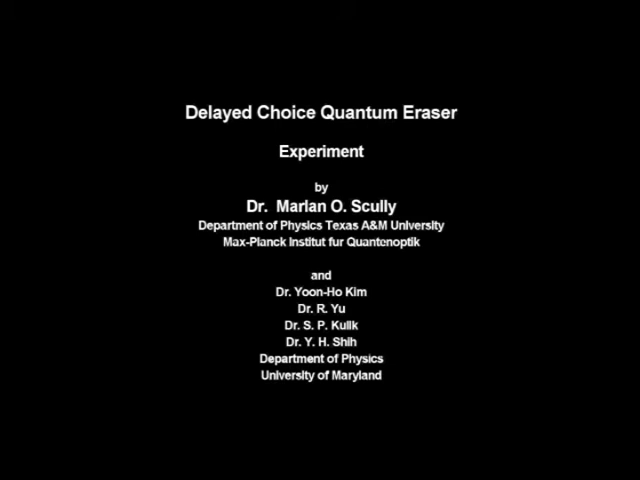 Delayed Choice Quantum Eraser
Experiment
by
Dr. Marlan O. Scully
Department of Physics Texas A&M University
Max-Planck Institut fur Quantenoptik
and
Dr. Yoon-Ho Kim
Dr. R. Yu
Dr. S. P. Kulik
Dr. Y. H. Shih
Department of Physics
University of Maryland